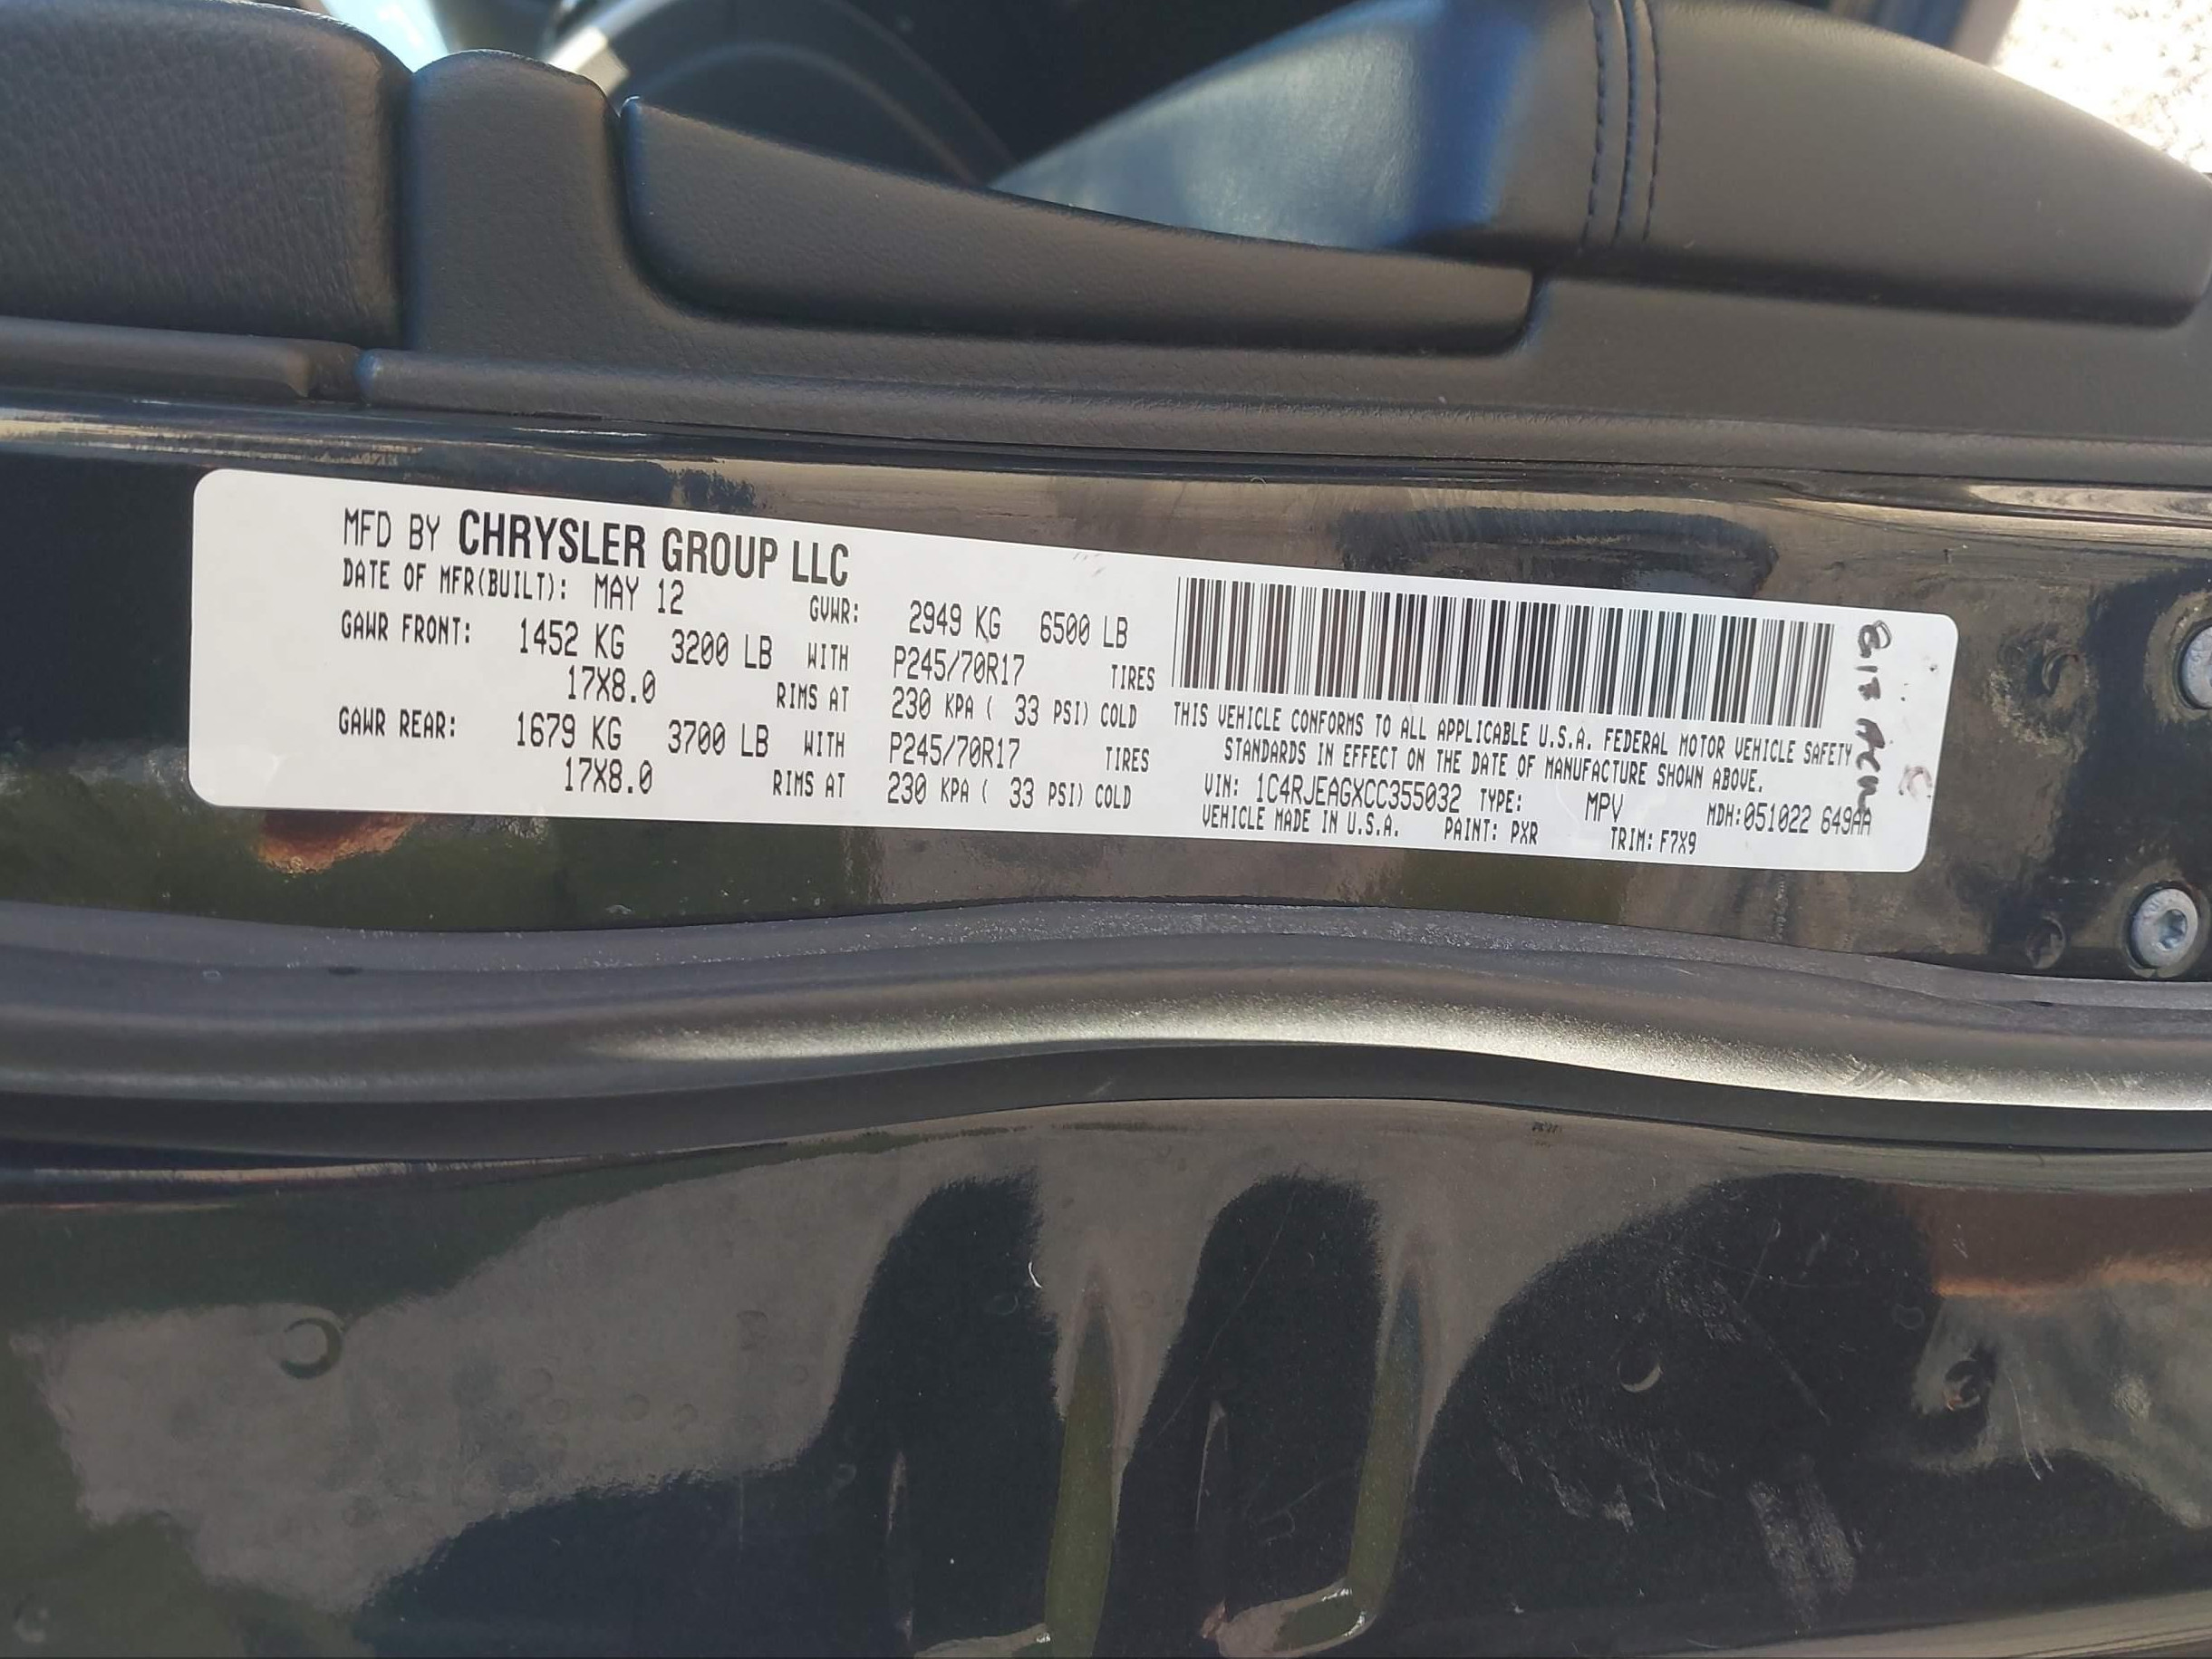 MFD BY CHRYSLER GROUP LLC
DATE OF MFR(BUILT): MAY 12 GVWR: 2949 KG 6500 LB
GAWR FRONT: 1452 KG 3200 LB WITH P245/70R17 TIRES
17X8.0 RIMS AT 230 KPA ( 33 PSI) COLD
GAWR REAR: 1679 KG 3700 LB WITH P245/70R17 TIRES
17X8.0 RIMS AT 230 KPA ( 33 PSI) COLD
THIS VEHICLE CONFORMS TO ALL APPLICABLE U.S.A. FEDERAL MOTOR VEHICLE SAFETY
STANDARDS IN EFFECT ON THE DATE OF MANUFACTURE SHOWN ABOVE.
VIN: 1C4RJEAGXCC355032 TYPE: MPV MDH:051022 649AA
VEHICLE MADE IN U.S.A. PAINT: PXR TRIM: F7X9